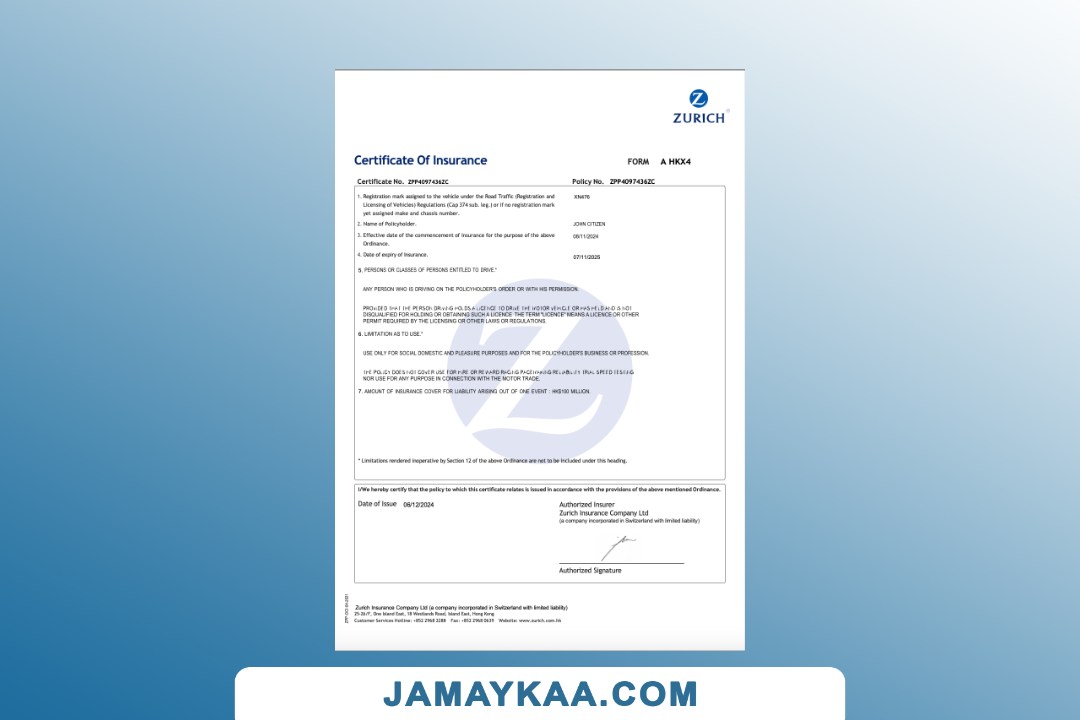 Z
ZURICH®
Certificate Of Insurance FORM A HKX4
Certificate No. ZPP4097436ZC Policy No. ZPP4097436ZC
1. Registration mark assigned to the vehicle under the Road Traffic (Registration and XN476
Licensing of Vehicles) Regulations (Cap 374 sub. leg.) or if no registration mark
yet assigned make and chassis number.
2. Name of Policyholder. JOHN CITIZEN
3. Effective date of the commencement of Insurance for the purpose of the above 08/11/2024
Ordinance.
4. Date of expiry of Insurance. 07/11/2025
5. PERSONS OR CLASSES OF PERSONS ENTITLED TO DRIVE.*
ANY PERSON WHO IS DRIVING ON THE POLICYHOLDER'S ORDER OR WITH HIS PERMISSION.
PROVIDED THAT THE PERSON DRIVING HOLDS A LICENCE TO DRIVE THE MOTOR VEHICLE OR HAS HELD AND IS NOT
DISQUALIFIED FOR HOLDING OR OBTAINING SUCH A LICENCE. THE TERM "LICENCE" MEANS A LICENCE OR OTHER
PERMIT REQUIRED BY THE LICENSING OR OTHER LAWS OR REGULATIONS.
6. LIMITATION AS TO USE.*
USE ONLY FOR SOCIAL DOMESTIC AND PLEASURE PURPOSES AND FOR THE POLICYHOLDER'S BUSINESS OR PROFESSION.
THE POLICY DOES NOT COVER USE FOR HIRE OR REWARD RACING PACEMAKING RELIABILITY TRIAL SPEED TESTING
NOR USE FOR ANY PURPOSE IN CONNECTION WITH THE MOTOR TRADE.
7. AMOUNT OF INSURANCE COVER FOR LIABILITY ARISING OUT OF ONE EVENT : HK$100 MILLION.
* Limitations rendered inoperative by Section 12 of the above Ordinance are not to be included under this heading.
I/We hereby certify that the policy to which this certificate relates is issued in accordance with the provisions of the above mentioned Ordinance.
Date of Issue 06/12/2024 Authorized Insurer
Zurich Insurance Company Ltd
(a company incorporated in Switzerland with limited liability)
Authorized Signature
Zurich Insurance Company Ltd (a company incorporated in Switzerland with limited liability)
25-26/F, One Island East, 18 Westlands Road, Island East, Hong Kong
Customer Services Hotline: +852 2968 2288 Fax: +852 2968 0639 Website: www.zurich.com.hk
JAMAYKAA.COM